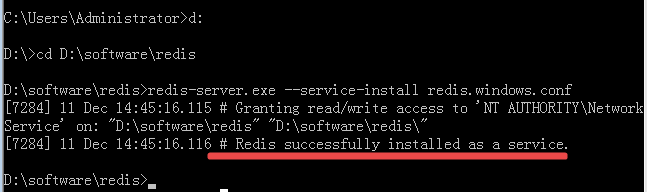 C:\Users\Administrator>d:
D:\>cd D:\software\redis
D:\software\redis>redis-server.exe --service-install redis.windows.conf
[7284] 11 Dec 14:45:16.115 # Granting read/write access to 'NT AUTHORITY\Network
Service' on: "D:\software\redis" "D:\software\redis\"
[7284] 11 Dec 14:45:16.116 # Redis successfully installed as a service.
D:\software\redis>_